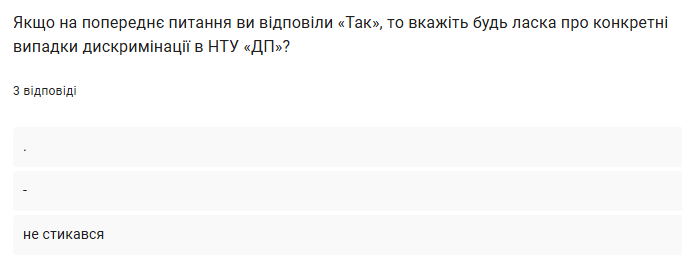 Якщо на попереднє питання ви відповіли «Так», то вкажіть будь ласка про конкретні
випадки дискримінації в НТУ «ДП»?
3 відповіді
.
-
не стикався